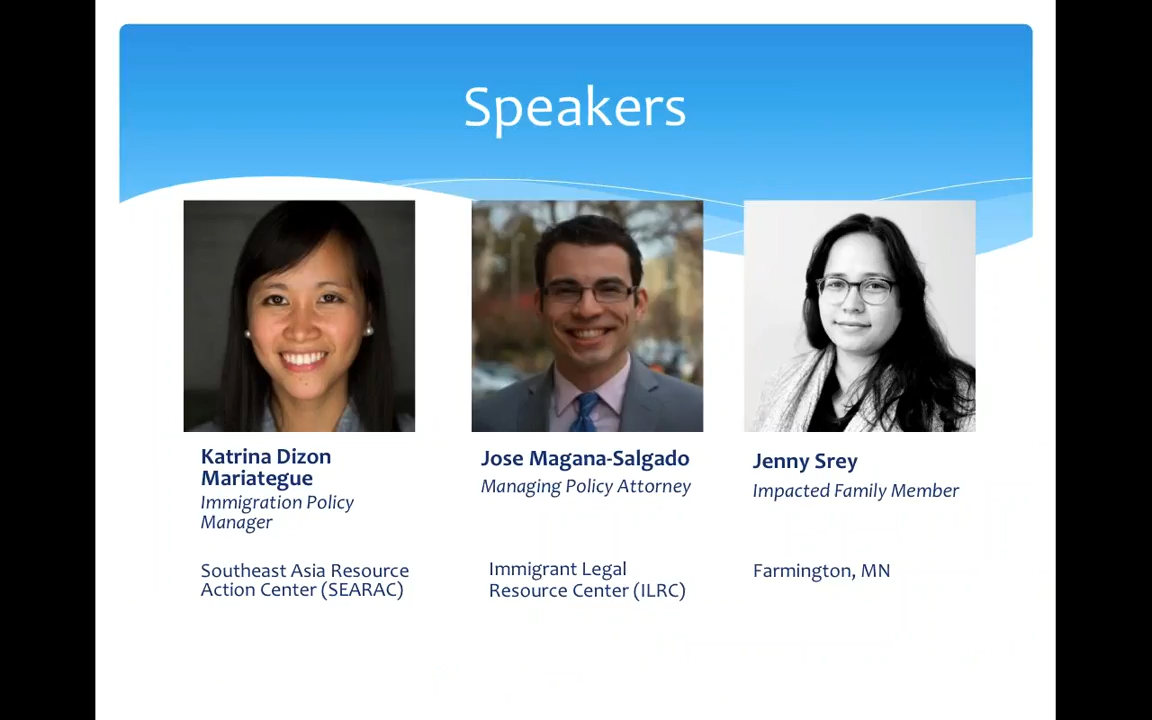 Speakers
Katrina Dizon
Mariategue
Immigration Policy
Manager
Southeast Asia Resource
Action Center (SEARAC)
Jose Magana-Salgado
Managing Policy Attorney
Immigrant Legal
Resource Center (ILRC)
Jenny Srey
Impacted Family Member
Farmington, MN